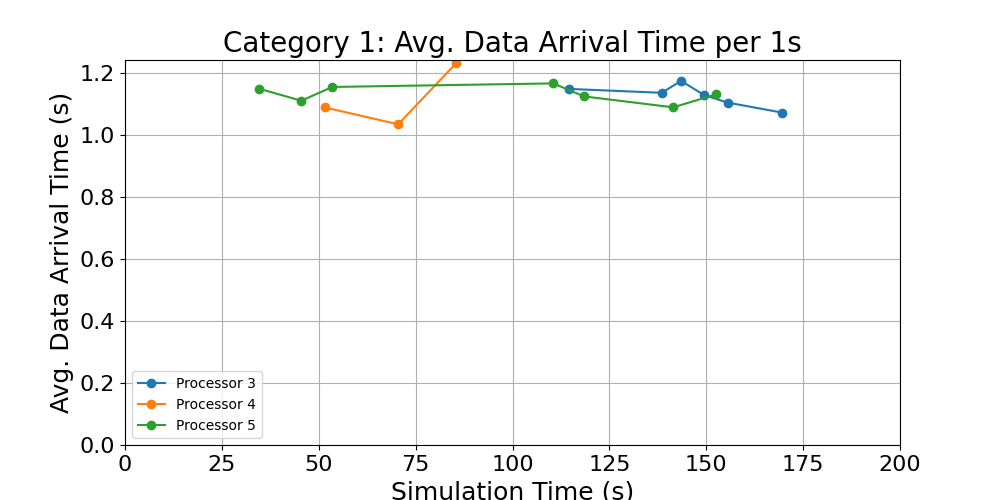 Category 1: Avg. Data Arrival Time per 1s
Avg. Data Arrival Time (s)
1.2
1.0
0.8
0.6
0.4
0.2
0.0
Processor 3
Processor 4
Processor 5
0 25 50 75 100 125 150 175 200
Simulation Time (s)